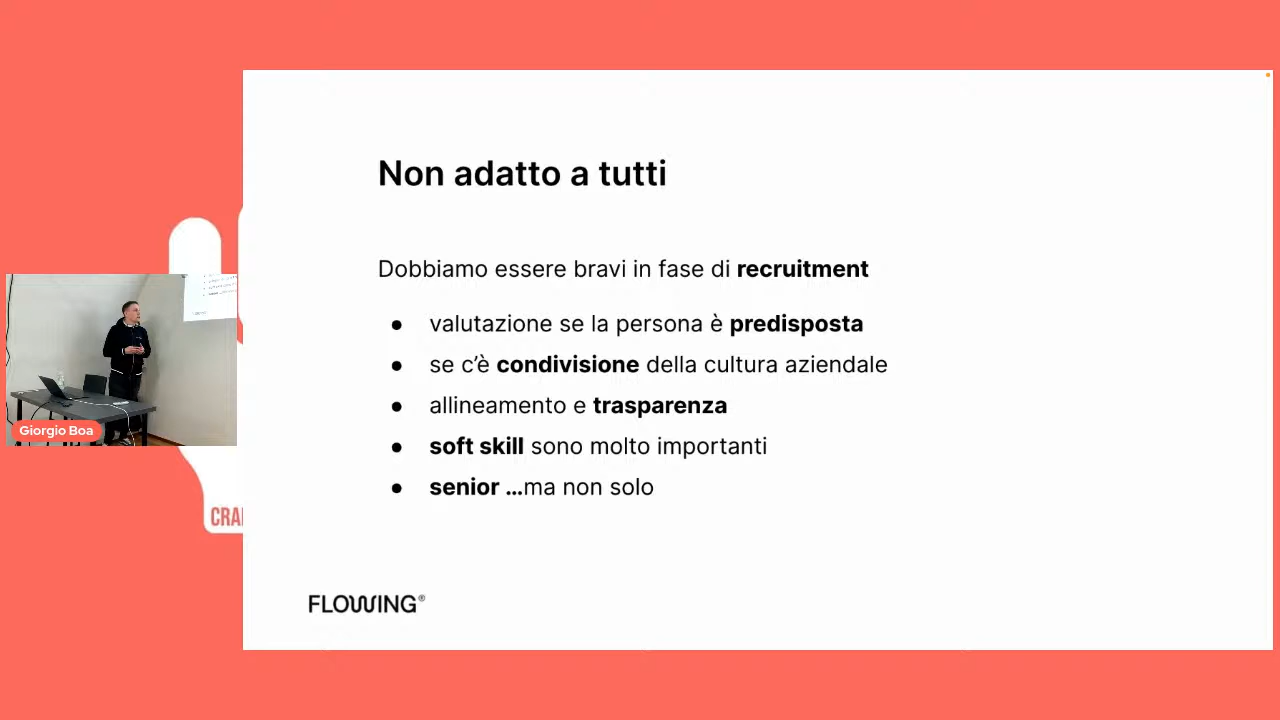 Non adatto a tutti
Dobbiamo essere bravi in fase di recruitment
● valutazione se la persona è predisposta
● se c’è condivisione della cultura aziendale
● allineamento e trasparenza
● soft skill sono molto importanti
● senior …ma non solo
FLOWING®
Giorgio Boa